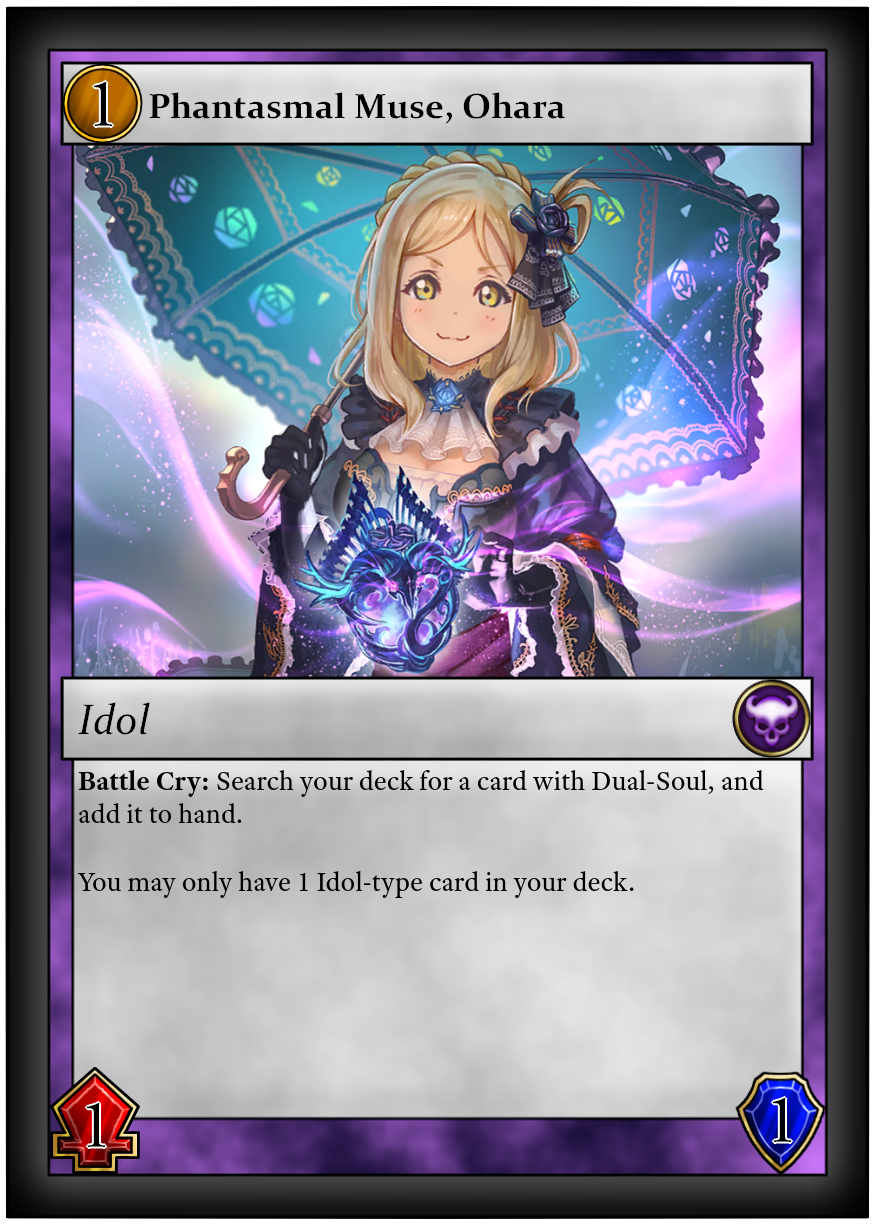 1
Phantasmal Muse, Ohara
Idol
Battle Cry: Search your deck for a card with Dual-Soul, and
add it to hand.
You may only have 1 Idol-type card in your deck.
1
1